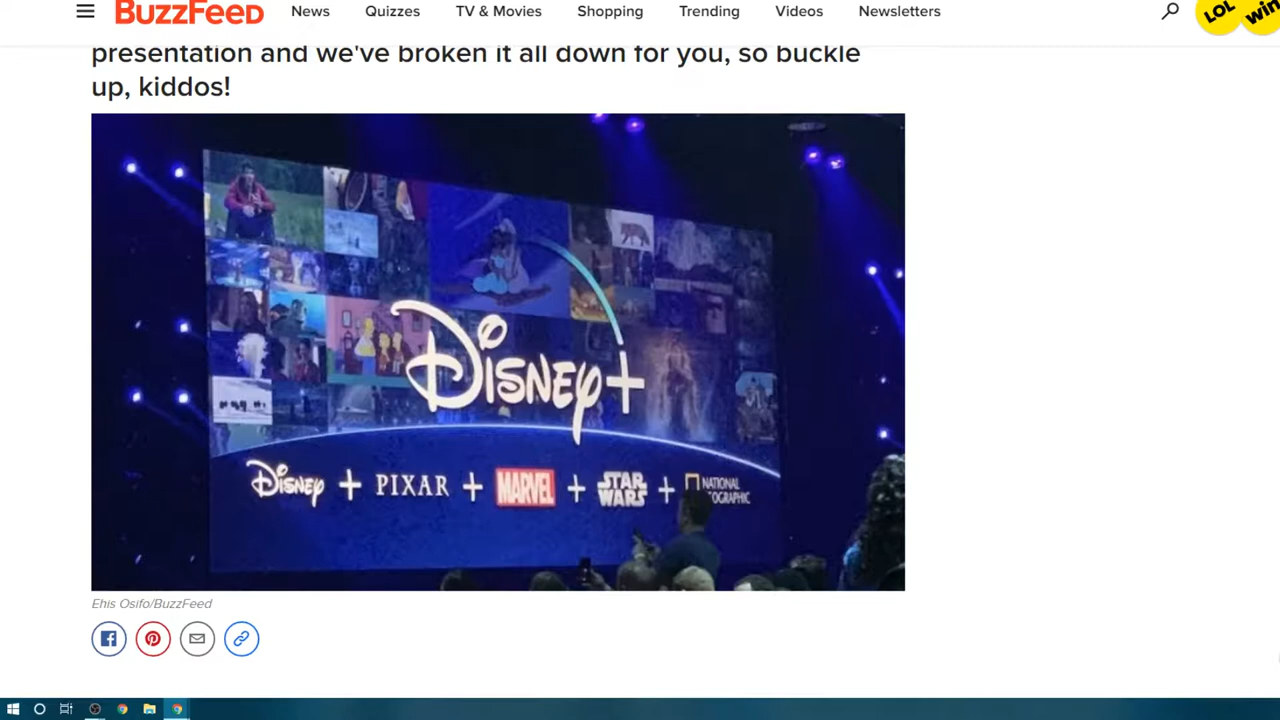 BuzzFeed News Quizzes TV & Movies Shopping Trending Videos Newsletters LOL win
presentation and we've broken it all down for you, so buckle
up, kiddos!
DISNEY+
DISNEY + PIXAR + MARVEL + STAR WARS + NATIONAL
Ehis Osifo/BuzzFeed